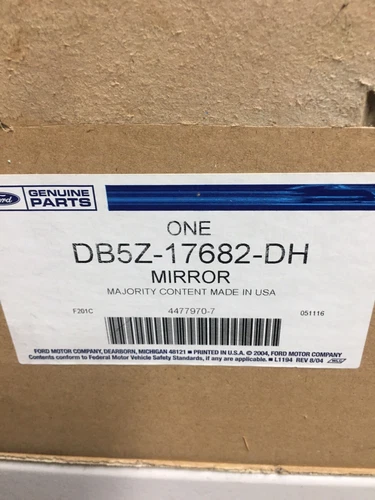 Ford
GENUINE
PARTS
ONE
DB5Z-17682-DH
MIRROR
MAJORITY CONTENT MADE IN USA
F201C 4477970-7 051116
FORD MOTOR COMPANY, DEARBORN, MICHIGAN 48121 ■ PRINTED IN U.S.A. © 2004, FORD MOTOR COMPANY
Conforms to Federal Motor Vehicle Safety Standards, if any are applicable. ■ L1194 REV 8/04